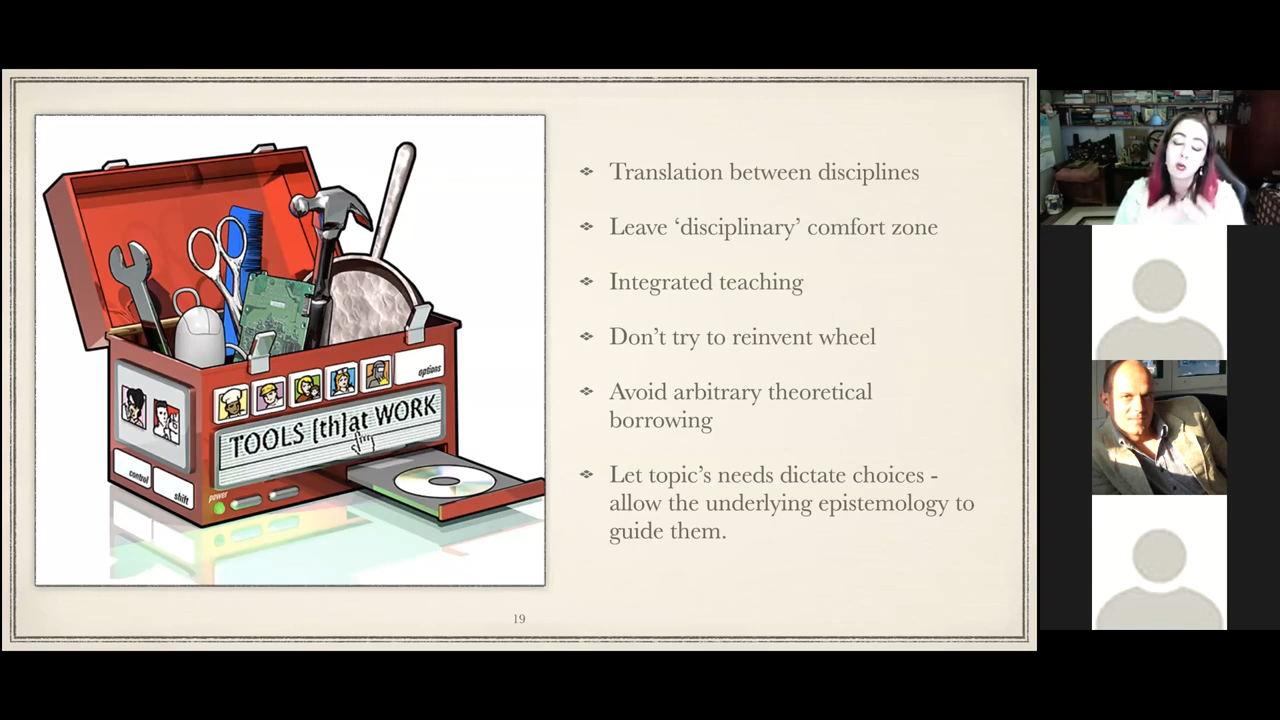 Translation between disciplines
Leave ‘disciplinary’ comfort zone
Integrated teaching
Don’t try to reinvent wheel
Avoid arbitrary theoretical
borrowing
Let topic’s needs dictate choices -
allow the underlying epistemology to
guide them.
options
TOOLS [th]at WORK
control
shift
power
19